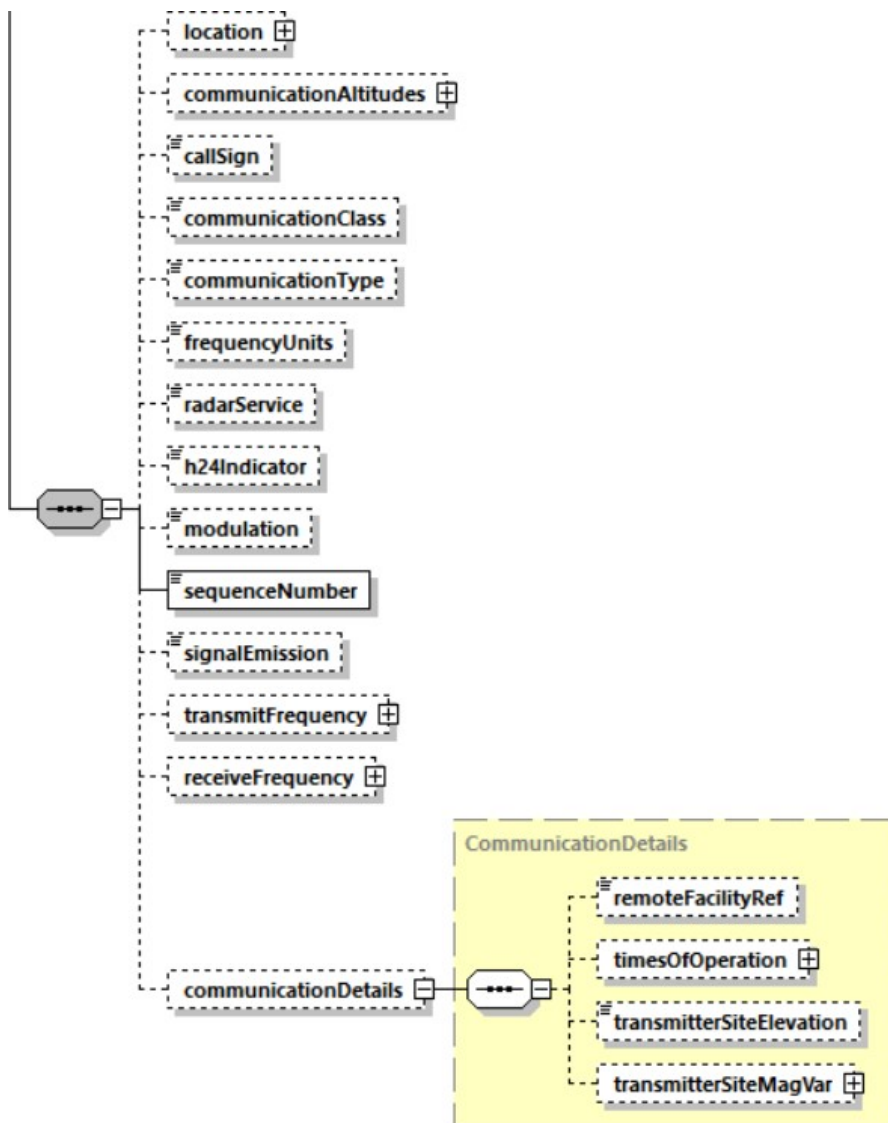 location
communicationAltitudes
callSign
communicationClass
communicationType
frequencyUnits
radarService
h24Indicator
modulation
sequenceNumber
signalEmission
transmitFrequency
receiveFrequency
CommunicationDetails
remoteFacilityRef
timesOfOperation
communicationDetails
transmitterSiteElevation
transmitterSiteMagVar